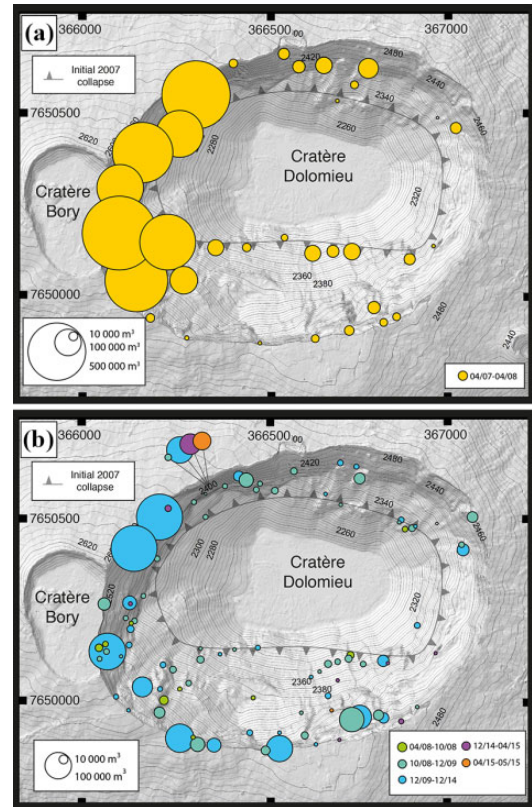 (a)
366000
366500
367000
Initial 2007
collapse
2420
2480
2440
2460
2340
2260
2280
2620
7650500
Cratère
Dolomieu
Cratère
Bory
2320
7650000
2360
2380
2480
2440
10 000 m³
100 000 m³
500 000 m³
04/07-04/08
(b)
366000
366500
367000
00
Initial 2007
collapse
2420
2480
2400
2440
2340
2460
7650500
2260
2620
2300
2280
Cratère
Dolomieu
Cratère
Bory
2320
2320
7650000
2360
2380
2480
10 000 m³
100 000 m³
04/08-10/08
10/08-12/09
12/09-12/14
12/14-04/15
04/15-05/15